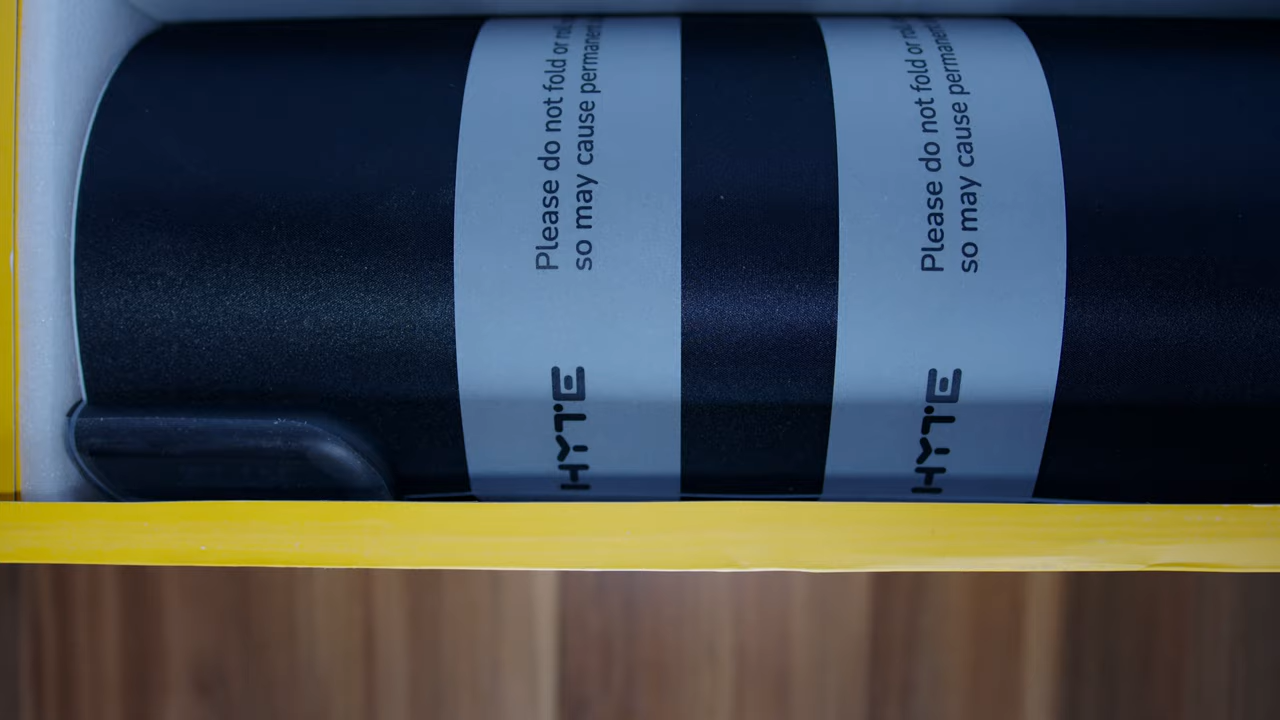 Please do not fold or
so may cause permanent
HYTE
Please do not fold or
so may cause permanent
HYTE